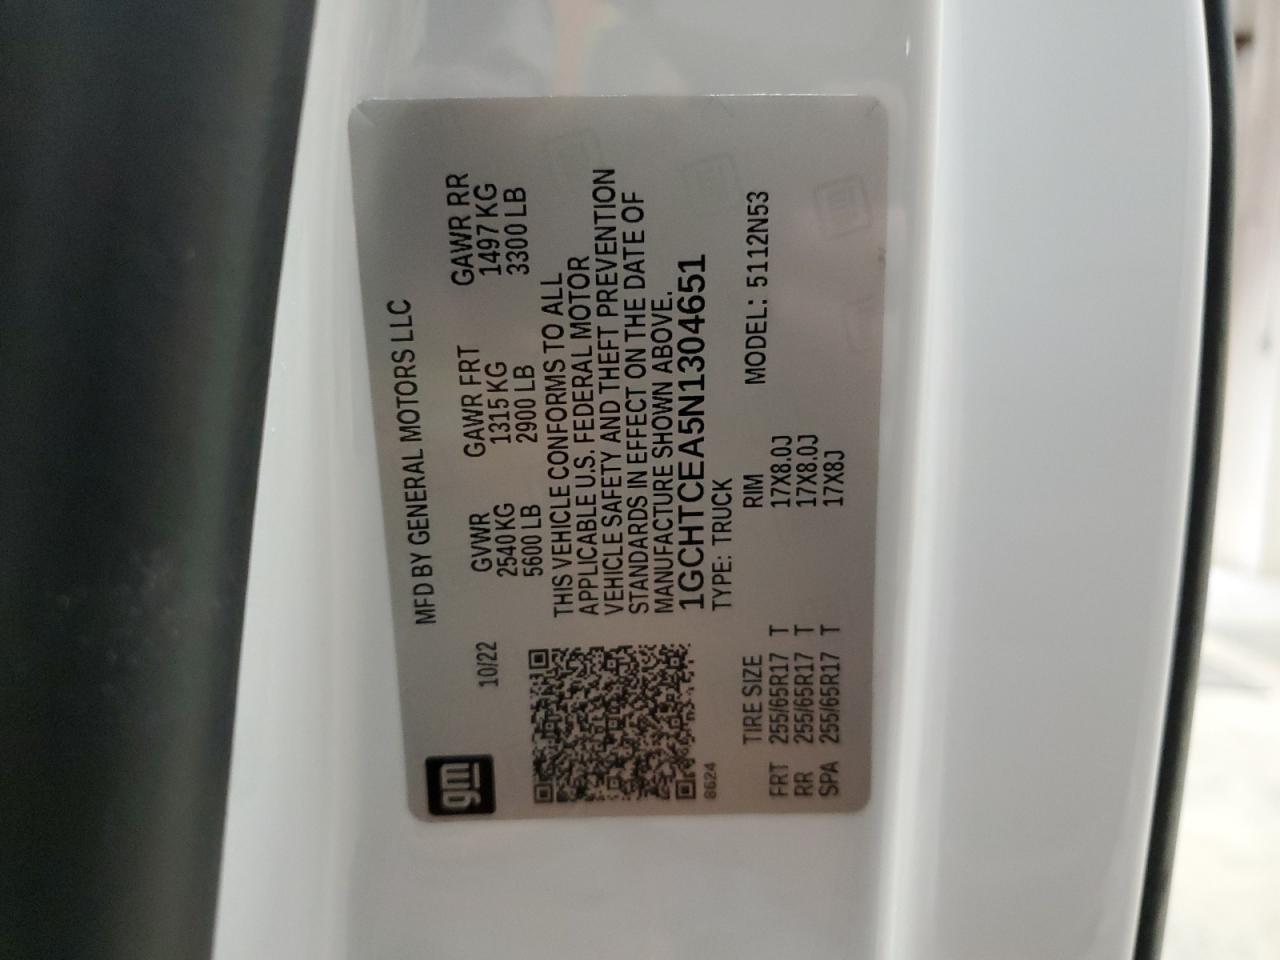 gm
MFD BY GENERAL MOTORS LLC
10/22
GVWR GAWR FRT GAWR RR
2540 KG 1315 KG 1497 KG
5600 LB 2900 LB 3300 LB
THIS VEHICLE CONFORMS TO ALL
APPLICABLE U.S. FEDERAL MOTOR
VEHICLE SAFETY AND THEFT PREVENTION
STANDARDS IN EFFECT ON THE DATE OF
MANUFACTURE SHOWN ABOVE.
1GCHTCEA5N1304651
8624
TYPE: TRUCK MODEL: 5112N53
TIRE SIZE RIM
FRT 255/65R17 T 17X8.0J
RR 255/65R17 T 17X8.0J
SPA 255/65R17 T 17X8J